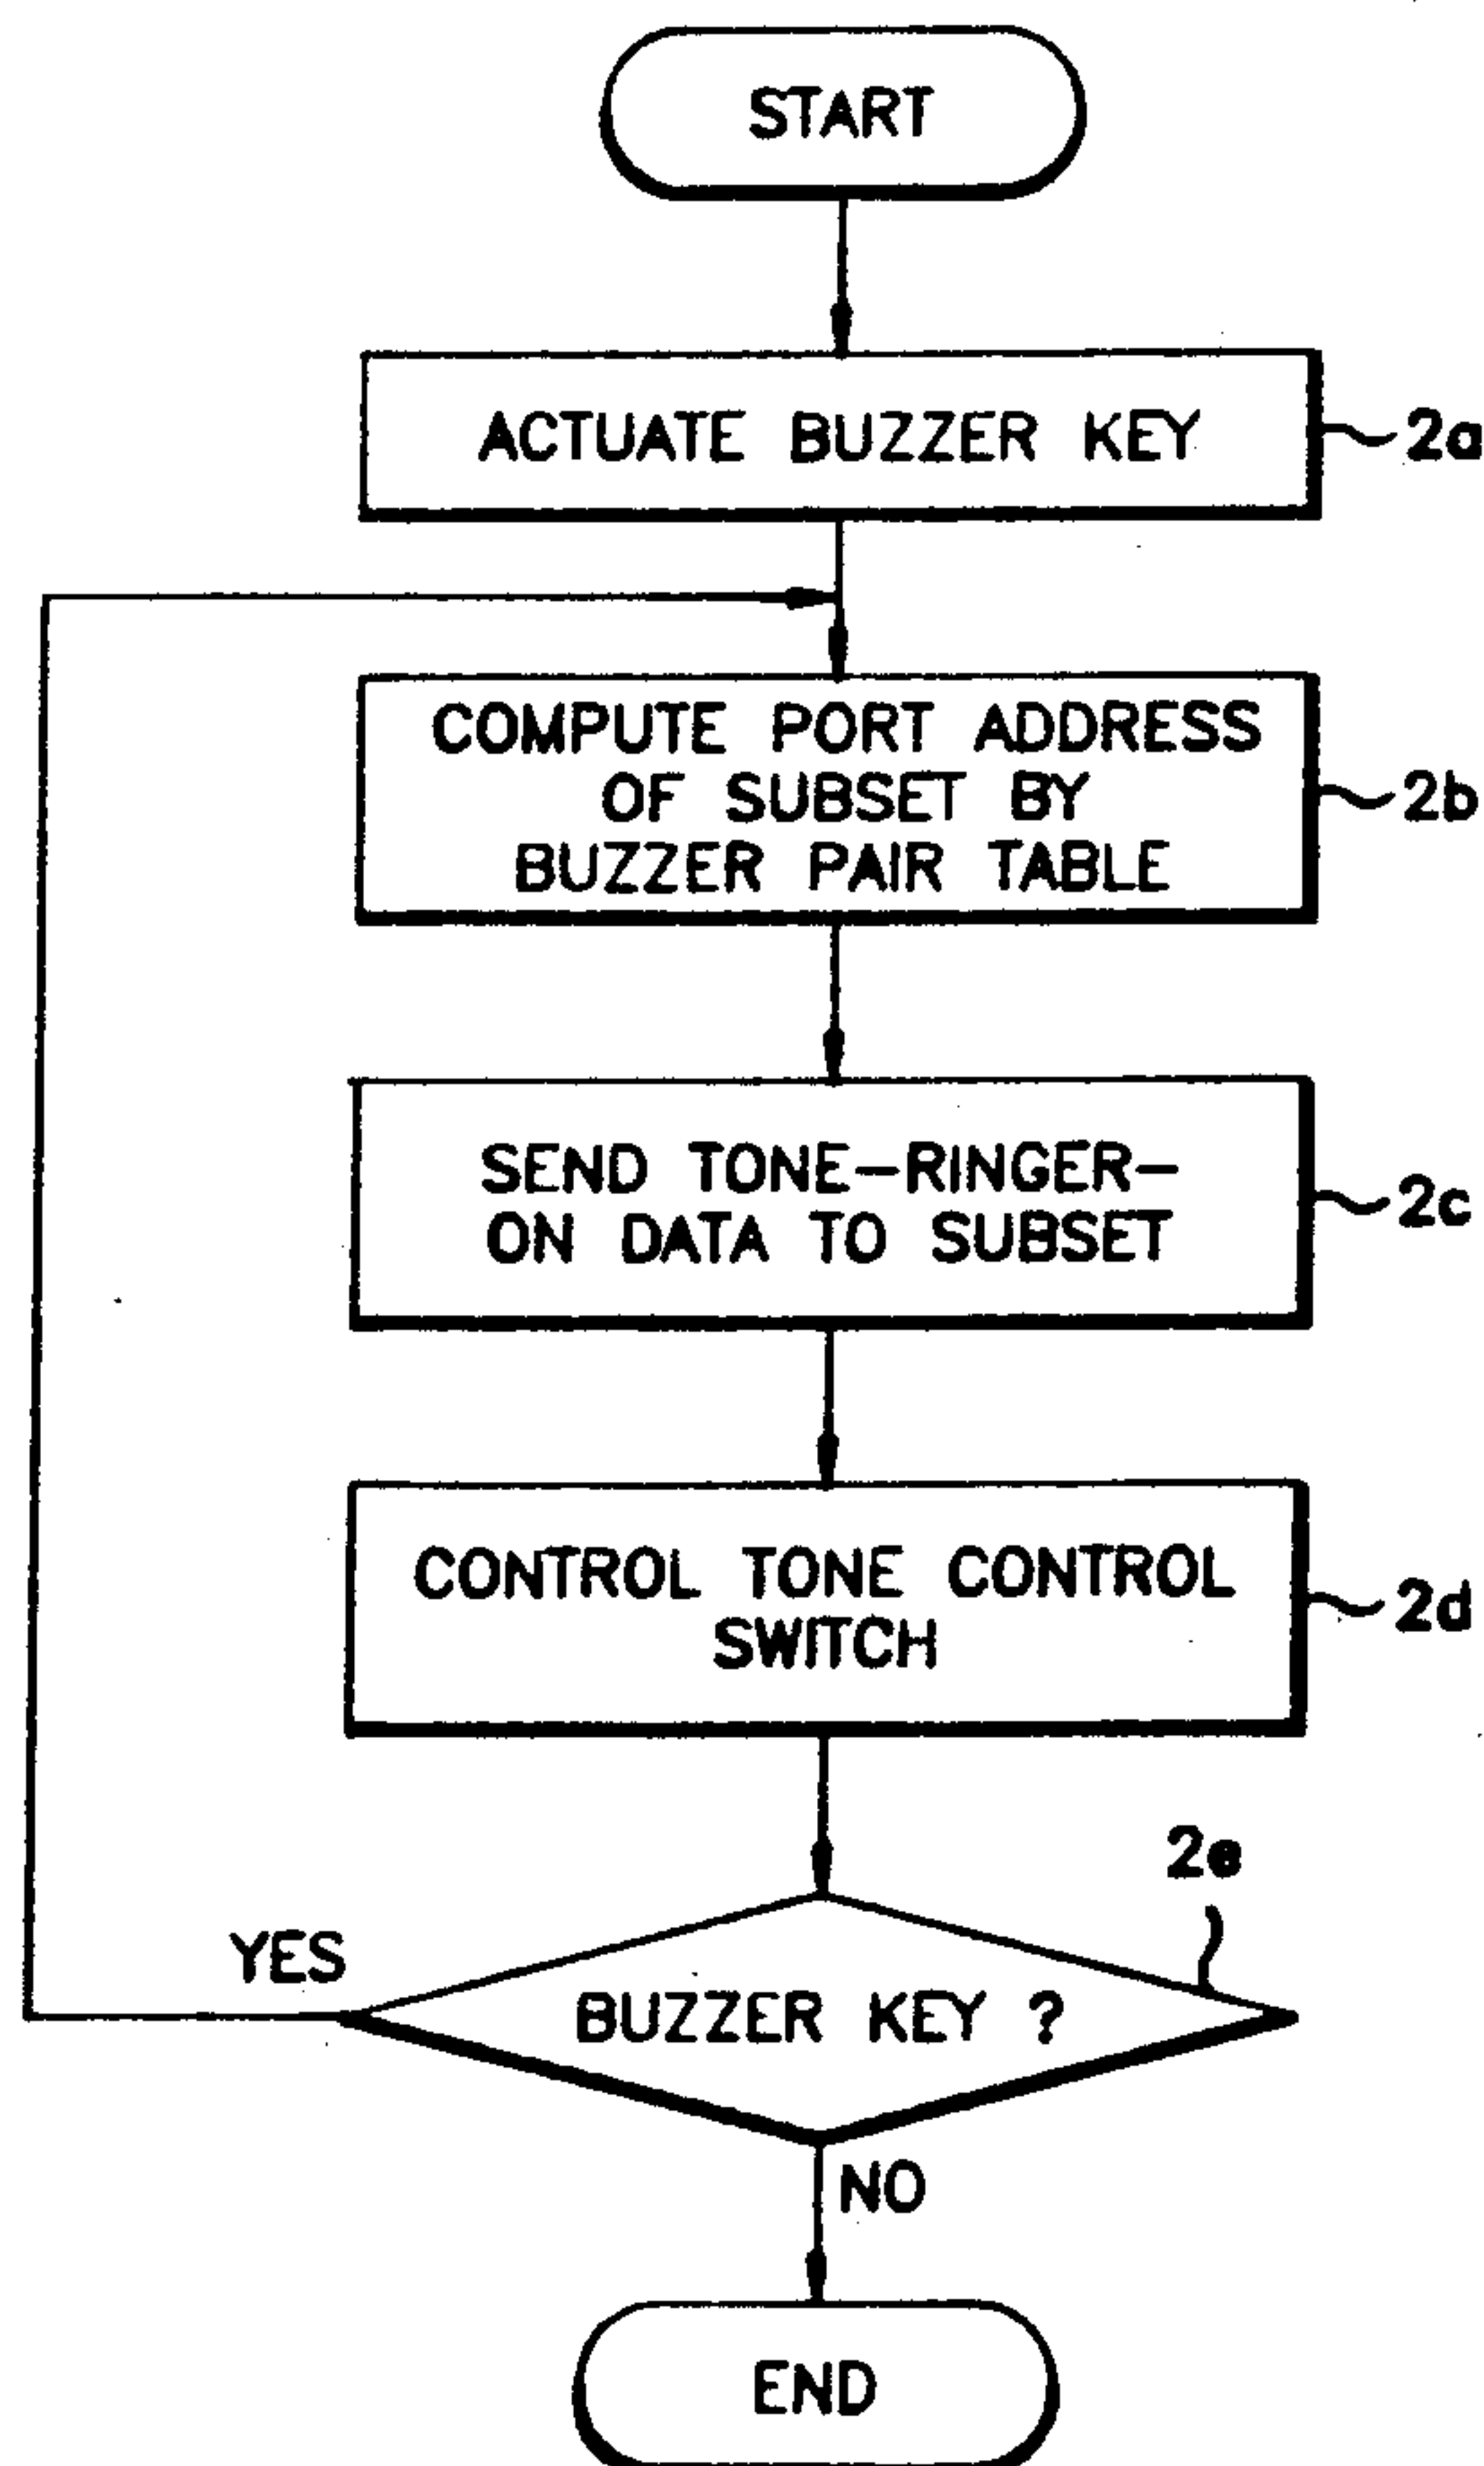 START
ACTUATE BUZZER KEY
2a
COMPUTE PORT ADDRESS
OF SUBSET BY
BUZZER PAIR TABLE
2b
SEND TONE-RINGER-
ON DATA TO SUBSET
2c
CONTROL TONE CONTROL
SWITCH
2d
2e
YES
BUZZER KEY ?
NO
END